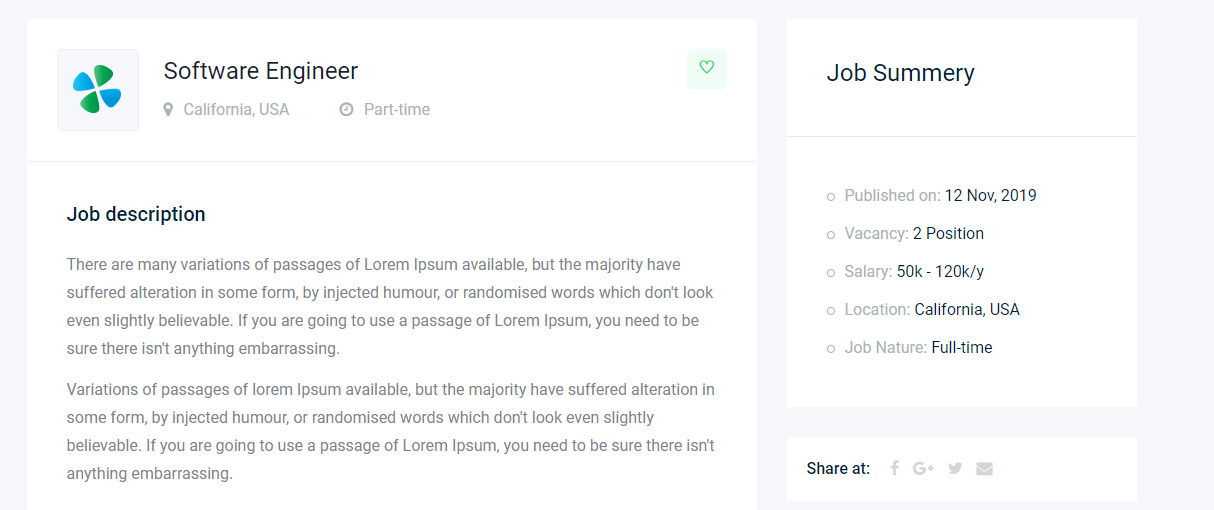 Software Engineer
California, USA Part-time
Job description
There are many variations of passages of Lorem Ipsum available, but the majority have
suffered alteration in some form, by injected humour, or randomised words which don't look
even slightly believable. If you are going to use a passage of Lorem Ipsum, you need to be
sure there isn't anything embarrassing.
Variations of passages of lorem Ipsum available, but the majority have suffered alteration in
some form, by injected humour, or randomised words which don't look even slightly
believable. If you are going to use a passage of Lorem Ipsum, you need to be sure there isn't
anything embarrassing.
Job Summery
Published on: 12 Nov, 2019
Vacancy: 2 Position
Salary: 50k - 120k/y
Location: California, USA
Job Nature: Full-time
Share at: